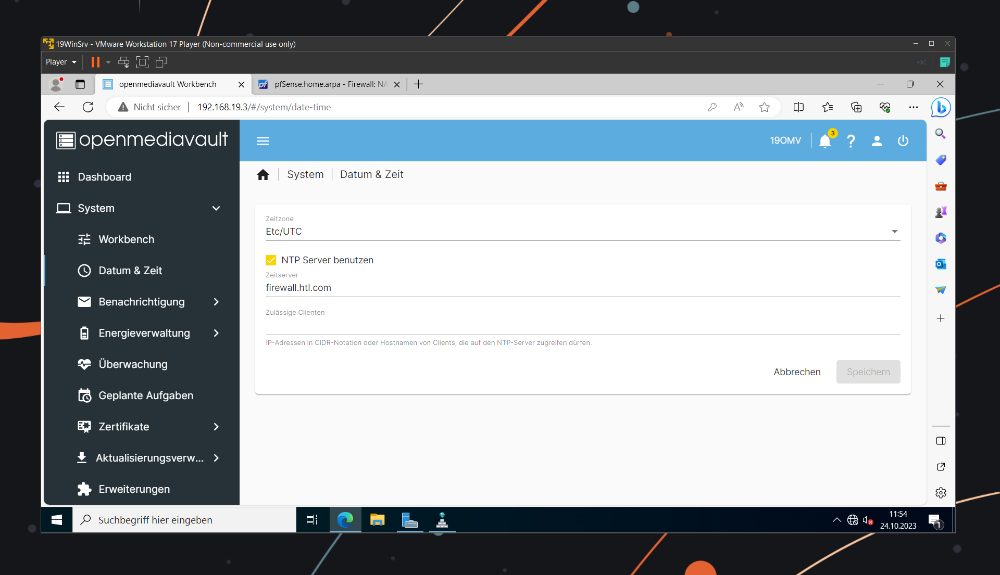 19WinSrv - VMware Workstation 17 Player (Non-commercial use only)
Player
openmediavault Workbench
pfSense.home.arpa - Firewall: NA
Nicht sicher
192.168.19.3/#/system/date-time
openmediavault
19OMV
3
System
Datum & Zeit
Dashboard
System
Workbench
Datum & Zeit
Benachrichtigung
Energieverwaltung
Überwachung
Geplante Aufgaben
Zertifikate
Aktualisierungsverw...
Erweiterungen
Zeitzone
Etc/UTC
NTP Server benutzen
Zeitserver
firewall.htl.com
Zulässige Clienten
IP-Adressen in CIDR-Notation oder Hostnamen von Clients, die auf den NTP-Server zugreifen dürfen.
Abbrechen
Speichern
Suchbegriff hier eingeben
11:54
24.10.2023
1